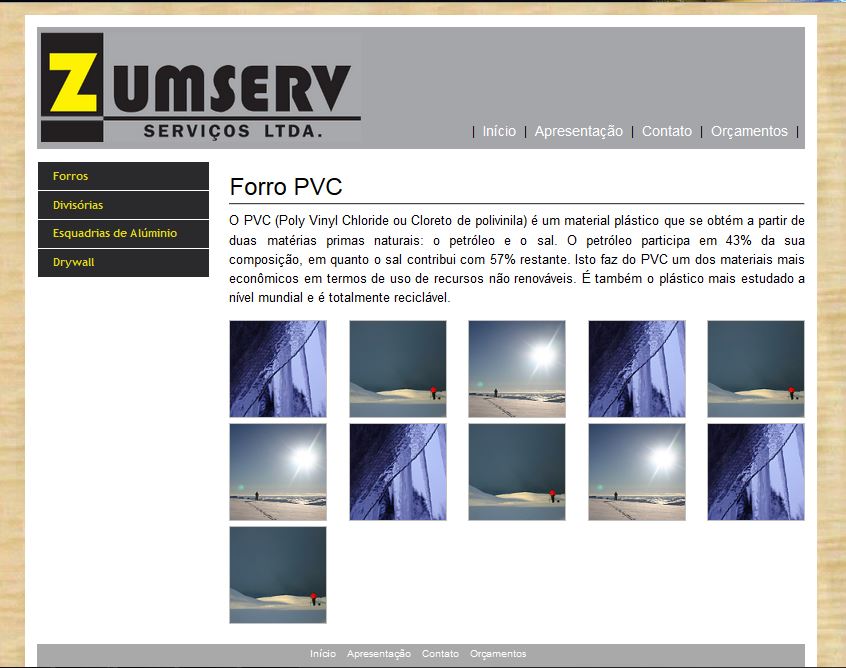 ZUMSERV
SERVIÇOS LTDA.
| Início | Apresentação | Contato | Orçamentos |
Forros
Divisórias
Esquadrias de Alúminio
Drywall
Forro PVC
O PVC (Poly Vinyl Chloride ou Cloreto de polivinila) é um material plástico que se obtém a partir de
duas matérias primas naturais: o petróleo e o sal. O petróleo participa em 43% da sua
composição, em quanto o sal contribui com 57% restante. Isto faz do PVC um dos materiais mais
econômicos em termos de uso de recursos não renováveis. É também o plástico mais estudado a
nível mundial e é totalmente reciclável.
Início Apresentação Contato Orçamentos